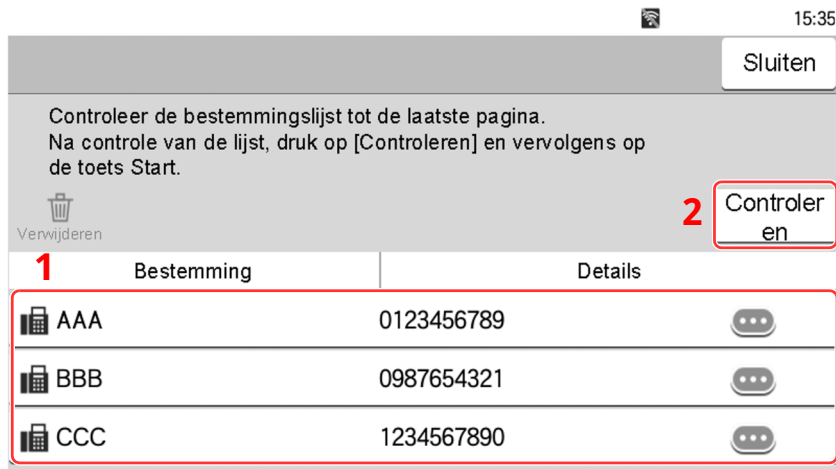 15:35
Sluiten
Controleer de bestemmingslijst tot de laatste pagina.
Na controle van de lijst, druk op [Controleren] en vervolgens op
de toets Start.
Verwijderen
2
Controler
en
1
Bestemming Details
AAA 0123456789
BBB 0987654321
CCC 1234567890